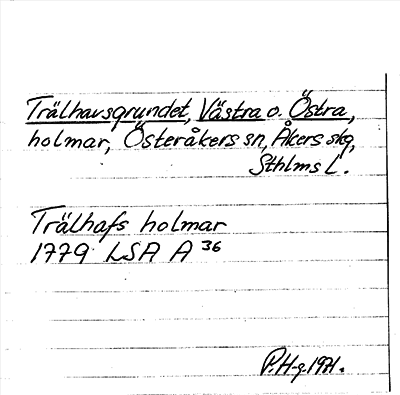 Trälhavsgrundet, Västra o. Östra,
holmar, Österåkers sn, Åkers skg,
Sthlms L.
Trälhafs holmar
1779 LSA A 36
P.H-g. 1971.